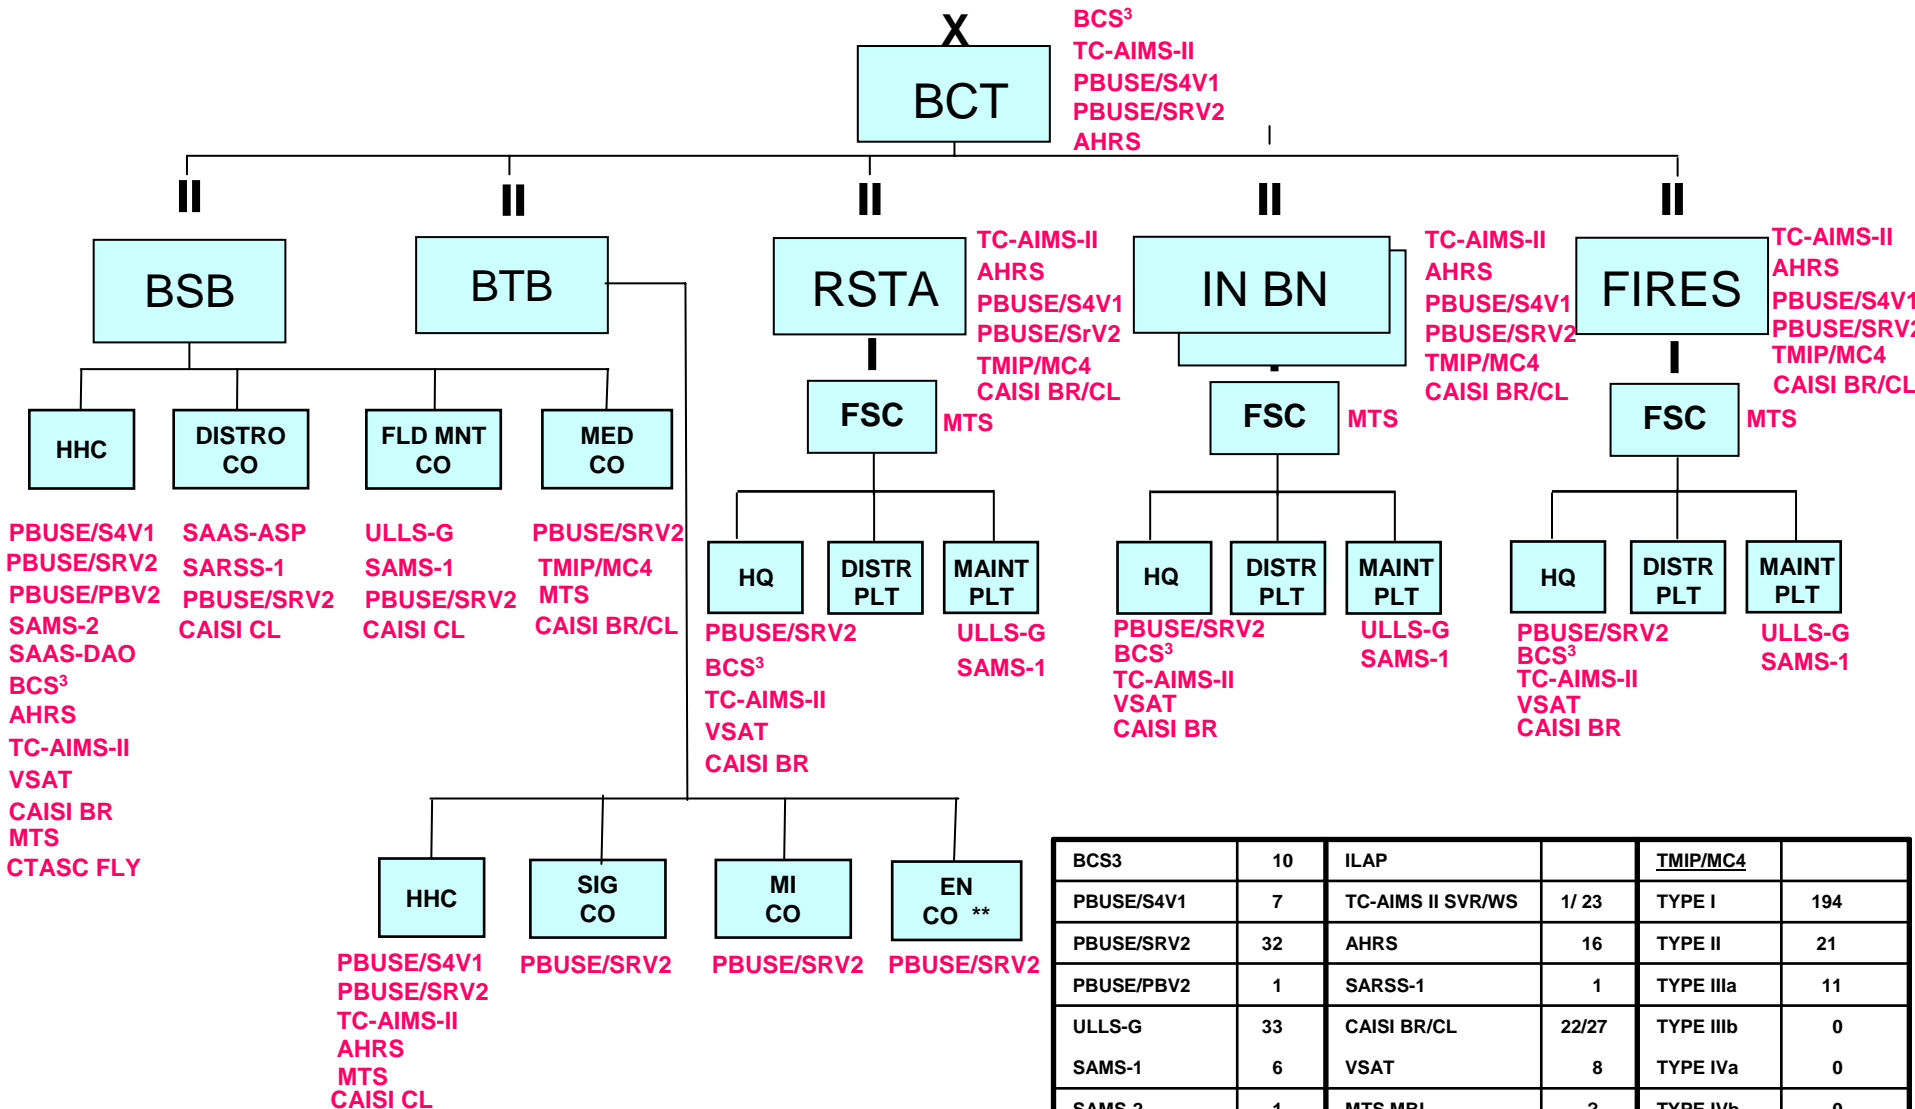 X
BCS³
TC-AIMS-II
PBUSE/S4V1
PBUSE/SRV2
AHRS
BCT
II
II
II
II
II
BSB
BTB
RSTA
TC-AIMS-II
AHRS
PBUSE/S4V1
PBUSE/SrV2
TMIP/MC4
CAISI BR/CL
IN BN
TC-AIMS-II
AHRS
PBUSE/S4V1
PBUSE/SRV2
TMIP/MC4
CAISI BR/CL
FIRES
TC-AIMS-II
AHRS
PBUSE/S4V1
PBUSE/SRV2
TMIP/MC4
CAISI BR/CL
I
I
FSC
MTS
FSC
MTS
FSC
MTS
HHC
DISTRO
CO
FLD MNT
CO
MED
CO
PBUSE/S4V1
PBUSE/SRV2
PBUSE/PBV2
SAMS-2
SAAS-DAO
BCS³
AHRS
TC-AIMS-II
VSAT
CAISI BR
MTS
CTASC FLY
SAAS-ASP
SARSS-1
PBUSE/SRV2
CAISI CL
ULLS-G
SAMS-1
PBUSE/SRV2
CAISI CL
PBUSE/SRV2
TMIP/MC4
MTS
CAISI BR/CL
HQ
DISTR
PLT
MAINT
PLT
PBUSE/SRV2
BCS³
TC-AIMS-II
VSAT
CAISI BR
ULLS-G
SAMS-1
HQ
DISTR
PLT
MAINT
PLT
PBUSE/SRV2
BCS³
TC-AIMS-II
VSAT
CAISI BR
ULLS-G
SAMS-1
HQ
DISTR
PLT
MAINT
PLT
PBUSE/SRV2
BCS³
TC-AIMS-II
VSAT
CAISI BR
ULLS-G
SAMS-1
HHC
SIG
CO
MI
CO
EN
CO **
PBUSE/S4V1
PBUSE/SRV2
TC-AIMS-II
AHRS
MTS
CAISI CL
PBUSE/SRV2
PBUSE/SRV2
PBUSE/SRV2
BCS3 10 ILAP TMIP/MC4
PBUSE/S4V1 7 TC-AIMS II SVR/WS 1/ 23 TYPE I 194
PBUSE/SRV2 32 AHRS 16 TYPE II 21
PBUSE/PBV2 1 SARSS-1 1 TYPE IIIa 11
ULLS-G 33 CAISI BR/CL 22/27 TYPE IIIb 0
SAMS-1 6 VSAT 8 TYPE IVa 0
SAMS-2 1 MTS MBL 2 TYPE IVb 0